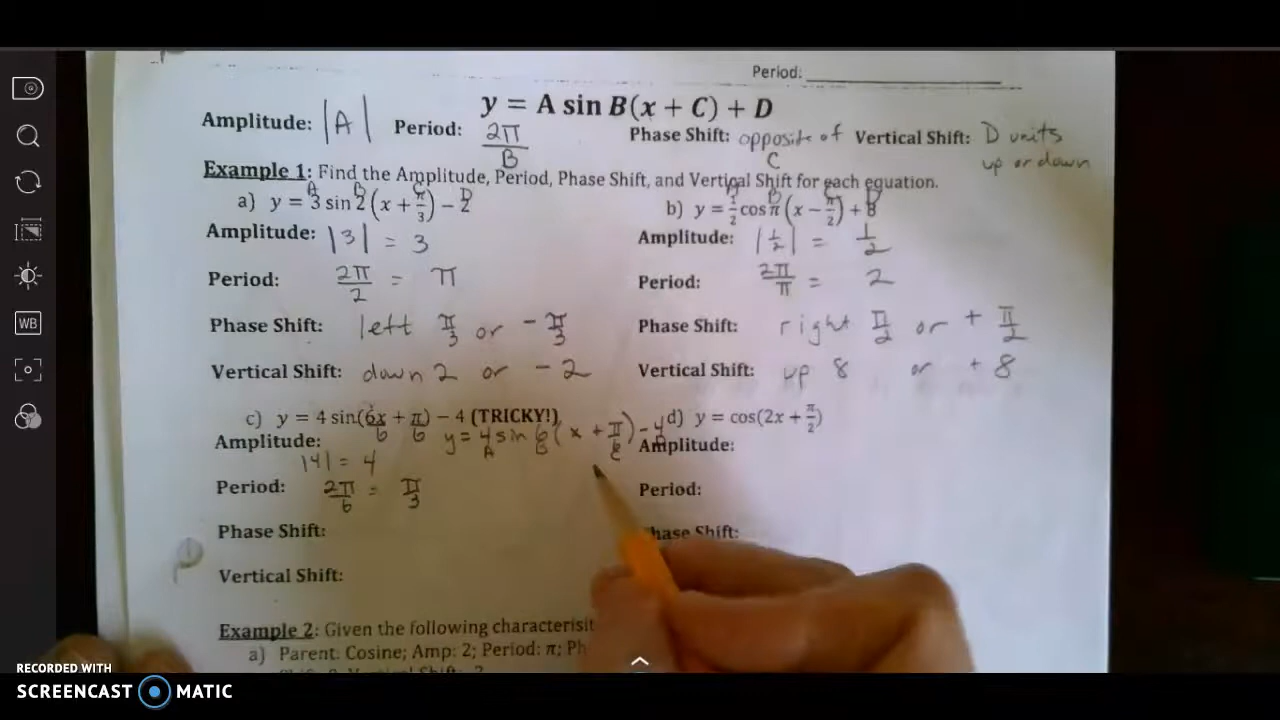 Period: ____________
y = A sin B(x + C) + D
Amplitude: |A| Period: 2π/B Phase Shift: opposite of C Vertical Shift: D units up or down
Example 1: Find the Amplitude, Period, Phase Shift, and Vertical Shift for each equation.
A B C D
a) y = 3 sin 2(x + π/3) − 2
A B C D
b) y = 1/2 cos π(x − π/2) + 8
Amplitude: |3| = 3
Amplitude: |1/2| = 1/2
Period: 2π/2 = π
Period: 2π/π = 2
Phase Shift: left π/3 or − π/3
Phase Shift: right π/2 or + π/2
Vertical Shift: down 2 or − 2
Vertical Shift: up 8 or + 8
c) y = 4 sin(6x + π) − 4 (TRICKY!)
6 6
y = 4 sin 6(x + π/6) − 4
A B C D
d) y = cos(2x + π/2)
Amplitude:
|4| = 4
Amplitude:
Period: 2π/6 = π/3
Period:
Phase Shift:
hase Shift:
Vertical Shift:
Example 2: Given the following characterisit
a) Parent: Cosine; Amp: 2; Period: π; Ph
WB
RECORDED WITH
SCREENCAST MATIC